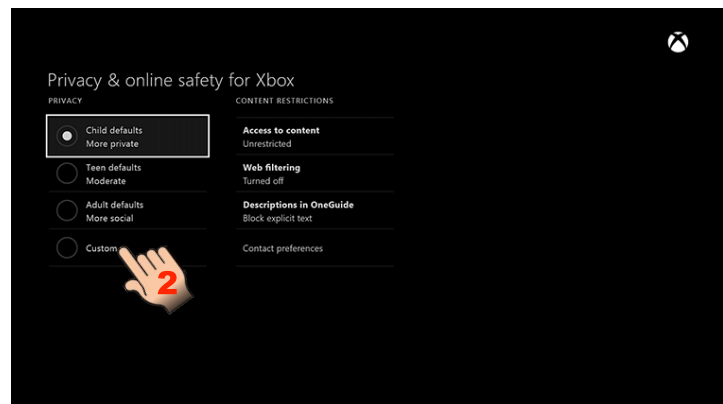 Privacy & online safety for Xbox
PRIVACY
Child defaults
More private
Teen defaults
Moderate
Adult defaults
More social
Custom
CONTENT RESTRICTIONS
Access to content
Unrestricted
Web filtering
Turned off
Descriptions in OneGuide
Block explicit text
Contact preferences
2